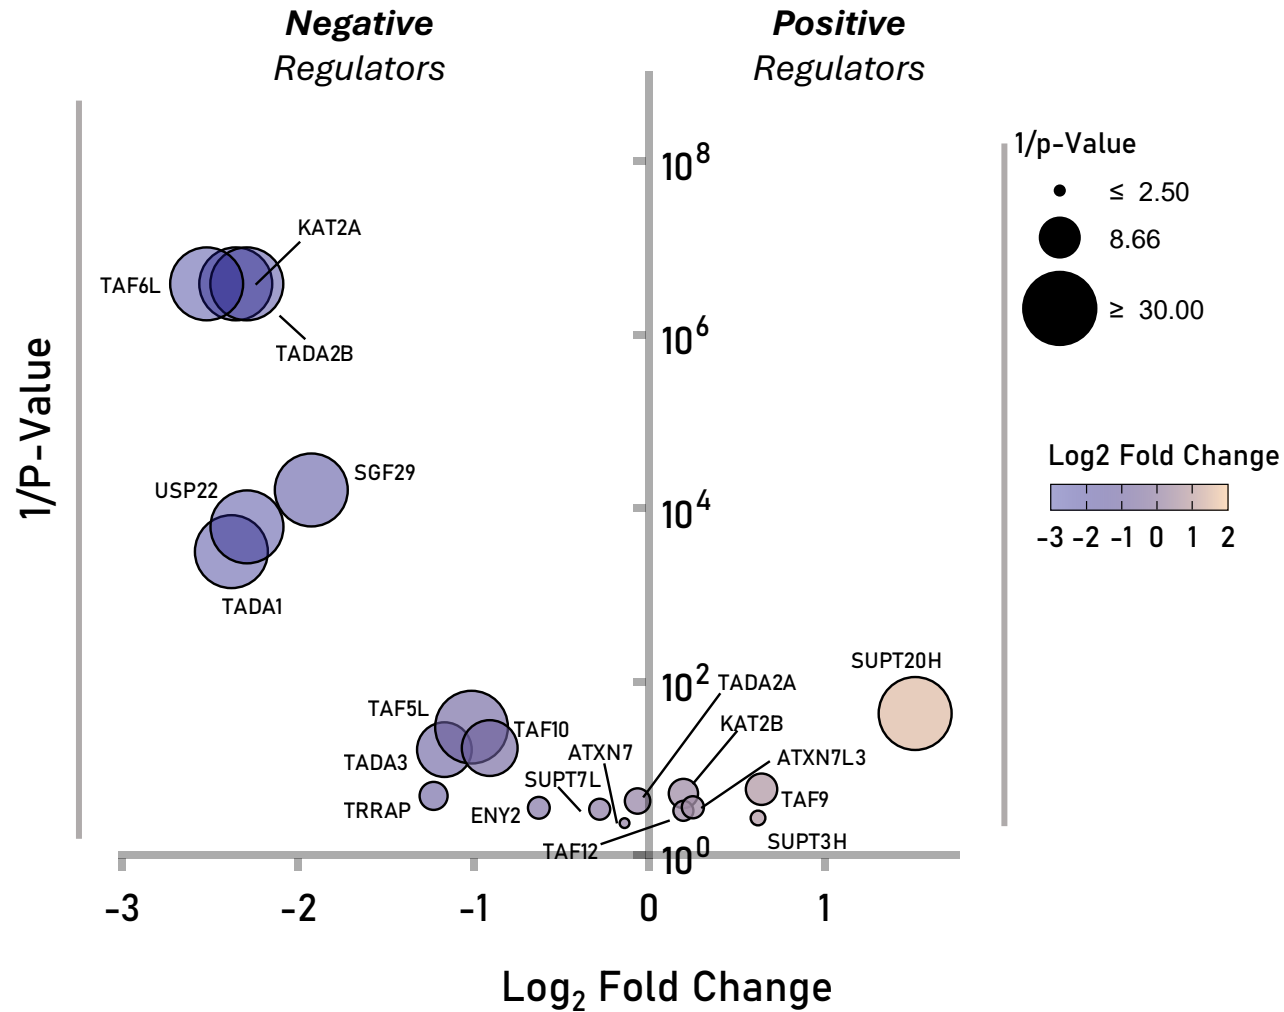 Negative
Regulators
Positive
Regulators
1/P-Value
10^8
10^6
10^4
10^2
10^0
KAT2A
TAF6L
TADA2B
SGF29
USP22
TADA1
SUPT20H
TADA2A
TAF5L
KAT2B
TAF10
ATXN7
TADA3
ATXN7L3
SUPT7L
TRRAP
ENY2
TAF9
TAF12
SUPT3H
-3 -2 -1 0 1
Log₂ Fold Change
1/p-Value
≤ 2.50
8.66
≥ 30.00
Log2 Fold Change
-3 -2 -1 0 1 2